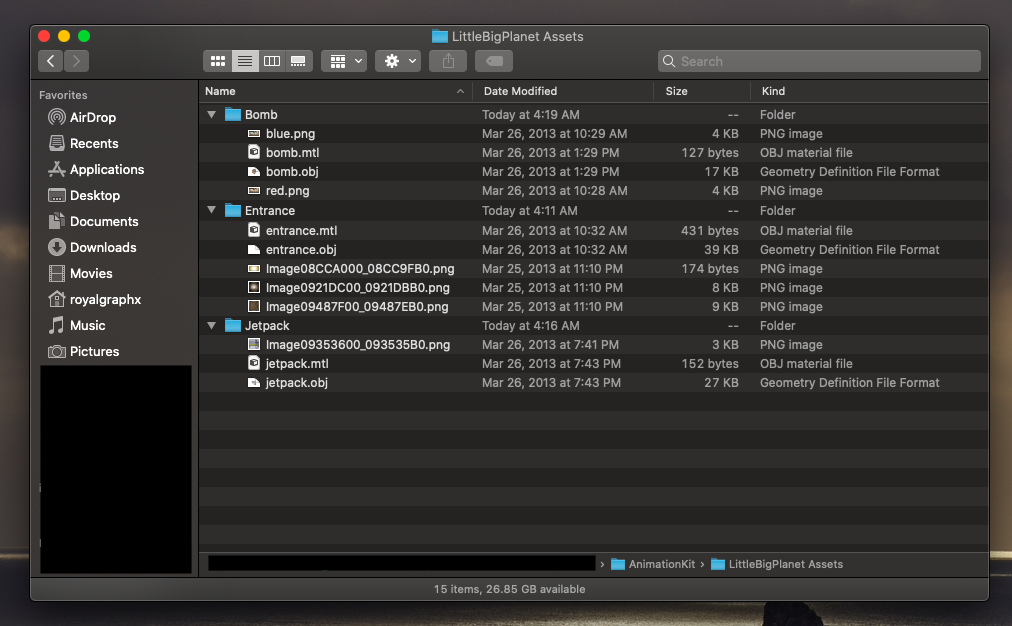 LittleBigPlanet Assets
Search
Favorites
AirDrop
Recents
Applications
Desktop
Documents
Downloads
Movies
royalgraphx
Music
Pictures
Name Date Modified Size Kind
Bomb Today at 4:19 AM -- Folder
blue.png Mar 26, 2013 at 10:29 AM 4 KB PNG image
bomb.mtl Mar 26, 2013 at 1:29 PM 127 bytes OBJ material file
bomb.obj Mar 26, 2013 at 1:29 PM 17 KB Geometry Definition File Format
red.png Mar 26, 2013 at 10:28 AM 4 KB PNG image
Entrance Today at 4:11 AM -- Folder
entrance.mtl Mar 26, 2013 at 10:32 AM 431 bytes OBJ material file
entrance.obj Mar 26, 2013 at 10:32 AM 39 KB Geometry Definition File Format
Image08CCA000_08CC9FB0.png Mar 25, 2013 at 11:10 PM 174 bytes PNG image
Image0921DC00_0921DBB0.png Mar 25, 2013 at 11:10 PM 8 KB PNG image
Image09487F00_09487EB0.png Mar 25, 2013 at 11:10 PM 9 KB PNG image
Jetpack Today at 4:16 AM -- Folder
Image09353600_093535B0.png Mar 26, 2013 at 7:41 PM 3 KB PNG image
jetpack.mtl Mar 26, 2013 at 7:43 PM 152 bytes OBJ material file
jetpack.obj Mar 26, 2013 at 7:43 PM 27 KB Geometry Definition File Format
› AnimationKit › LittleBigPlanet Assets
15 items, 26.85 GB available